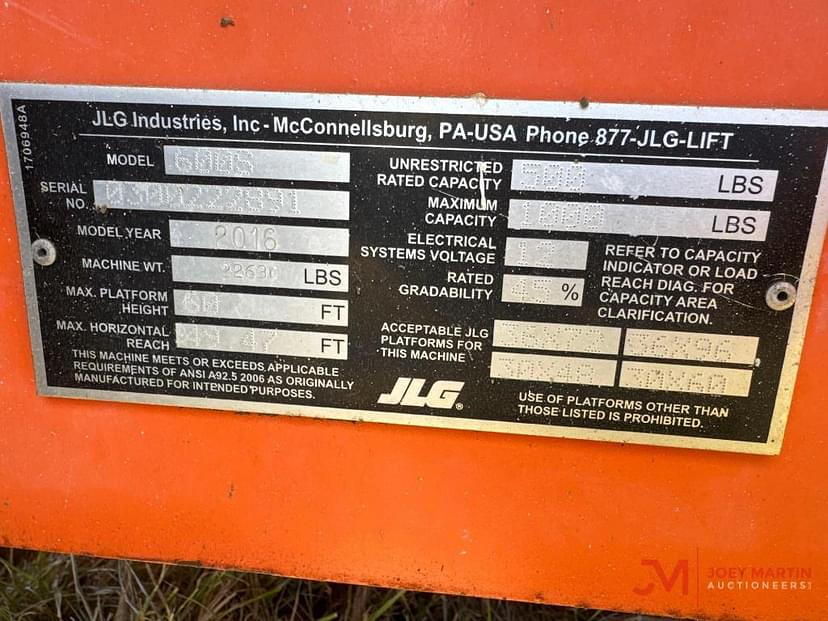 1706948A
JLG Industries, Inc - McConnellsburg, PA-USA Phone 877-JLG-LIFT
MODEL 600S
SERIAL NO. 0300222891
MODEL YEAR 2016
MACHINE WT. LBS
MAX. PLATFORM HEIGHT 60 FT
MAX. HORIZONTAL REACH FT
THIS MACHINE MEETS OR EXCEEDS APPLICABLE
REQUIREMENTS OF ANSI A92.5 2006 AS ORIGINALLY
MANUFACTURED FOR INTENDED PURPOSES.
UNRESTRICTED
RATED CAPACITY 500 LBS
MAXIMUM
CAPACITY 1000 LBS
ELECTRICAL
SYSTEMS VOLTAGE 12
RATED
GRADABILITY 45 %
REFER TO CAPACITY
INDICATOR OR LOAD
REACH DIAG. FOR
CAPACITY AREA
CLARIFICATION.
ACCEPTABLE JLG
PLATFORMS FOR
THIS MACHINE
36X72 36X96
30X60
JLG®
USE OF PLATFORMS OTHER THAN
THOSE LISTED IS PROHIBITED.
JM
JOEY MARTIN
AUCTIONEERS